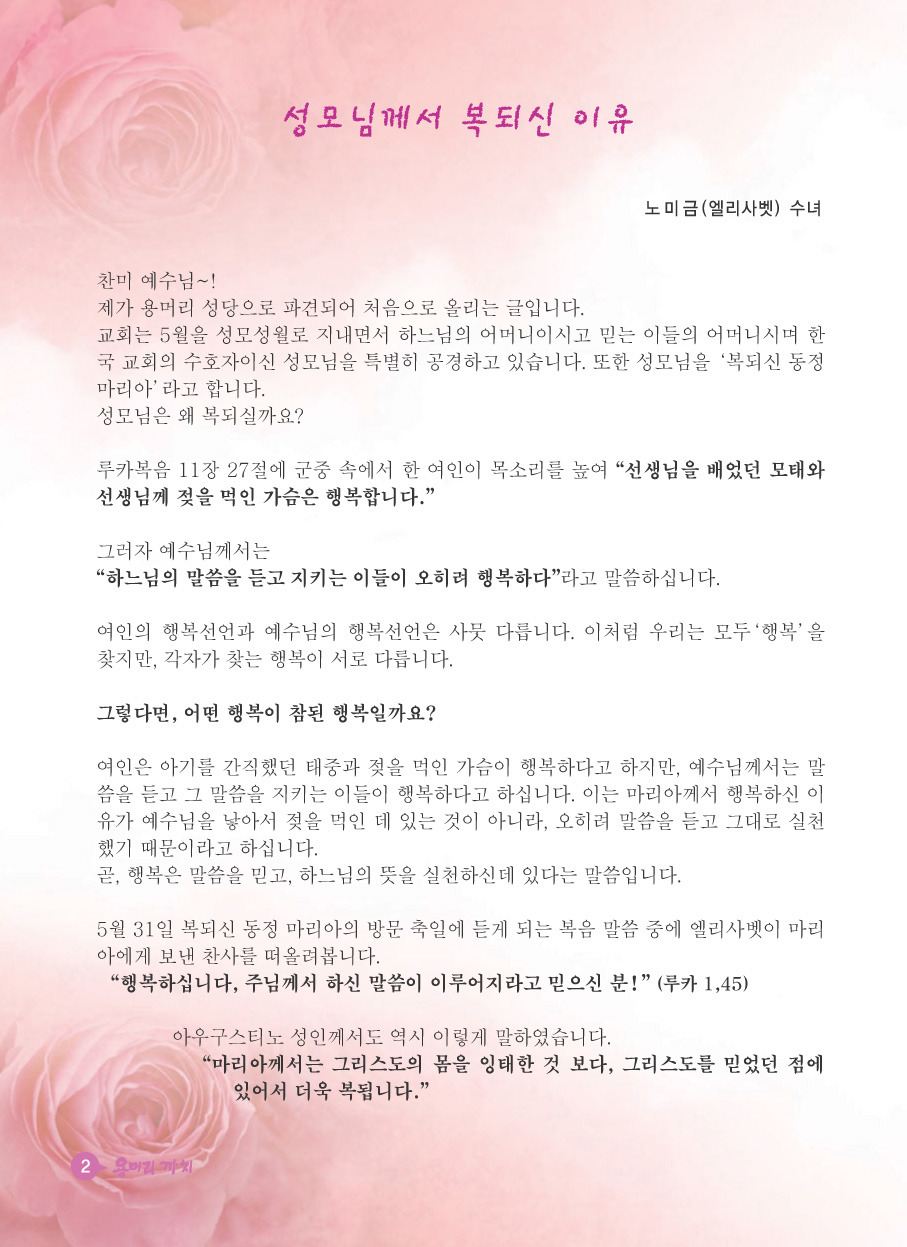 성모님께서 복되신 이유
노미금(엘리사벳) 수녀
찬미 예수님~!
제가 용머리 성당으로 파견되어 처음으로 올리는 글입니다.
교회는 5월을 성모성월로 지내면서 하느님의 어머니이시고 믿는 이들의 어머니시며 한
국 교회의 수호자이신 성모님을 특별히 공경하고 있습니다. 또한 성모님을 ‘복되신 동정
마리아’라고 합니다.
성모님은 왜 복되실까요?
루카복음 11장 27절에 군중 속에서 한 여인이 목소리를 높여 “선생님을 배었던 모태와
선생님께 젖을 먹인 가슴은 행복합니다.”
그러자 예수님께서는
“하느님의 말씀을 듣고 지키는 이들이 오히려 행복하다”라고 말씀하십니다.
여인의 행복선언과 예수님의 행복선언은 사뭇 다릅니다. 이처럼 우리는 모두‘행복’을
찾지만, 각자가 찾는 행복이 서로 다릅니다.
그렇다면, 어떤 행복이 참된 행복일까요?
여인은 아기를 간직했던 태중과 젖을 먹인 가슴이 행복하다고 하지만, 예수님께서는 말
씀을 듣고 그 말씀을 지키는 이들이 행복하다고 하십니다. 이는 마리아께서 행복하신 이
유가 예수님을 낳아서 젖을 먹인 데 있는 것이 아니라, 오히려 말씀을 듣고 그대로 실천
했기 때문이라고 하십니다.
곧, 행복은 말씀을 믿고, 하느님의 뜻을 실천하신데 있다는 말씀입니다.
5월 31일 복되신 동정 마리아의 방문 축일에 듣게 되는 복음 말씀 중에 엘리사벳이 마리
아에게 보낸 찬사를 떠올려봅니다.
“행복하십니다, 주님께서 하신 말씀이 이루어지라고 믿으신 분!” (루카 1,45)
아우구스티노 성인께서도 역시 이렇게 말하였습니다.
“마리아께서는 그리스도의 몸을 잉태한 것 보다, 그리스도를 믿었던 점에
있어서 더욱 복됩니다.”
2 용머리 까치